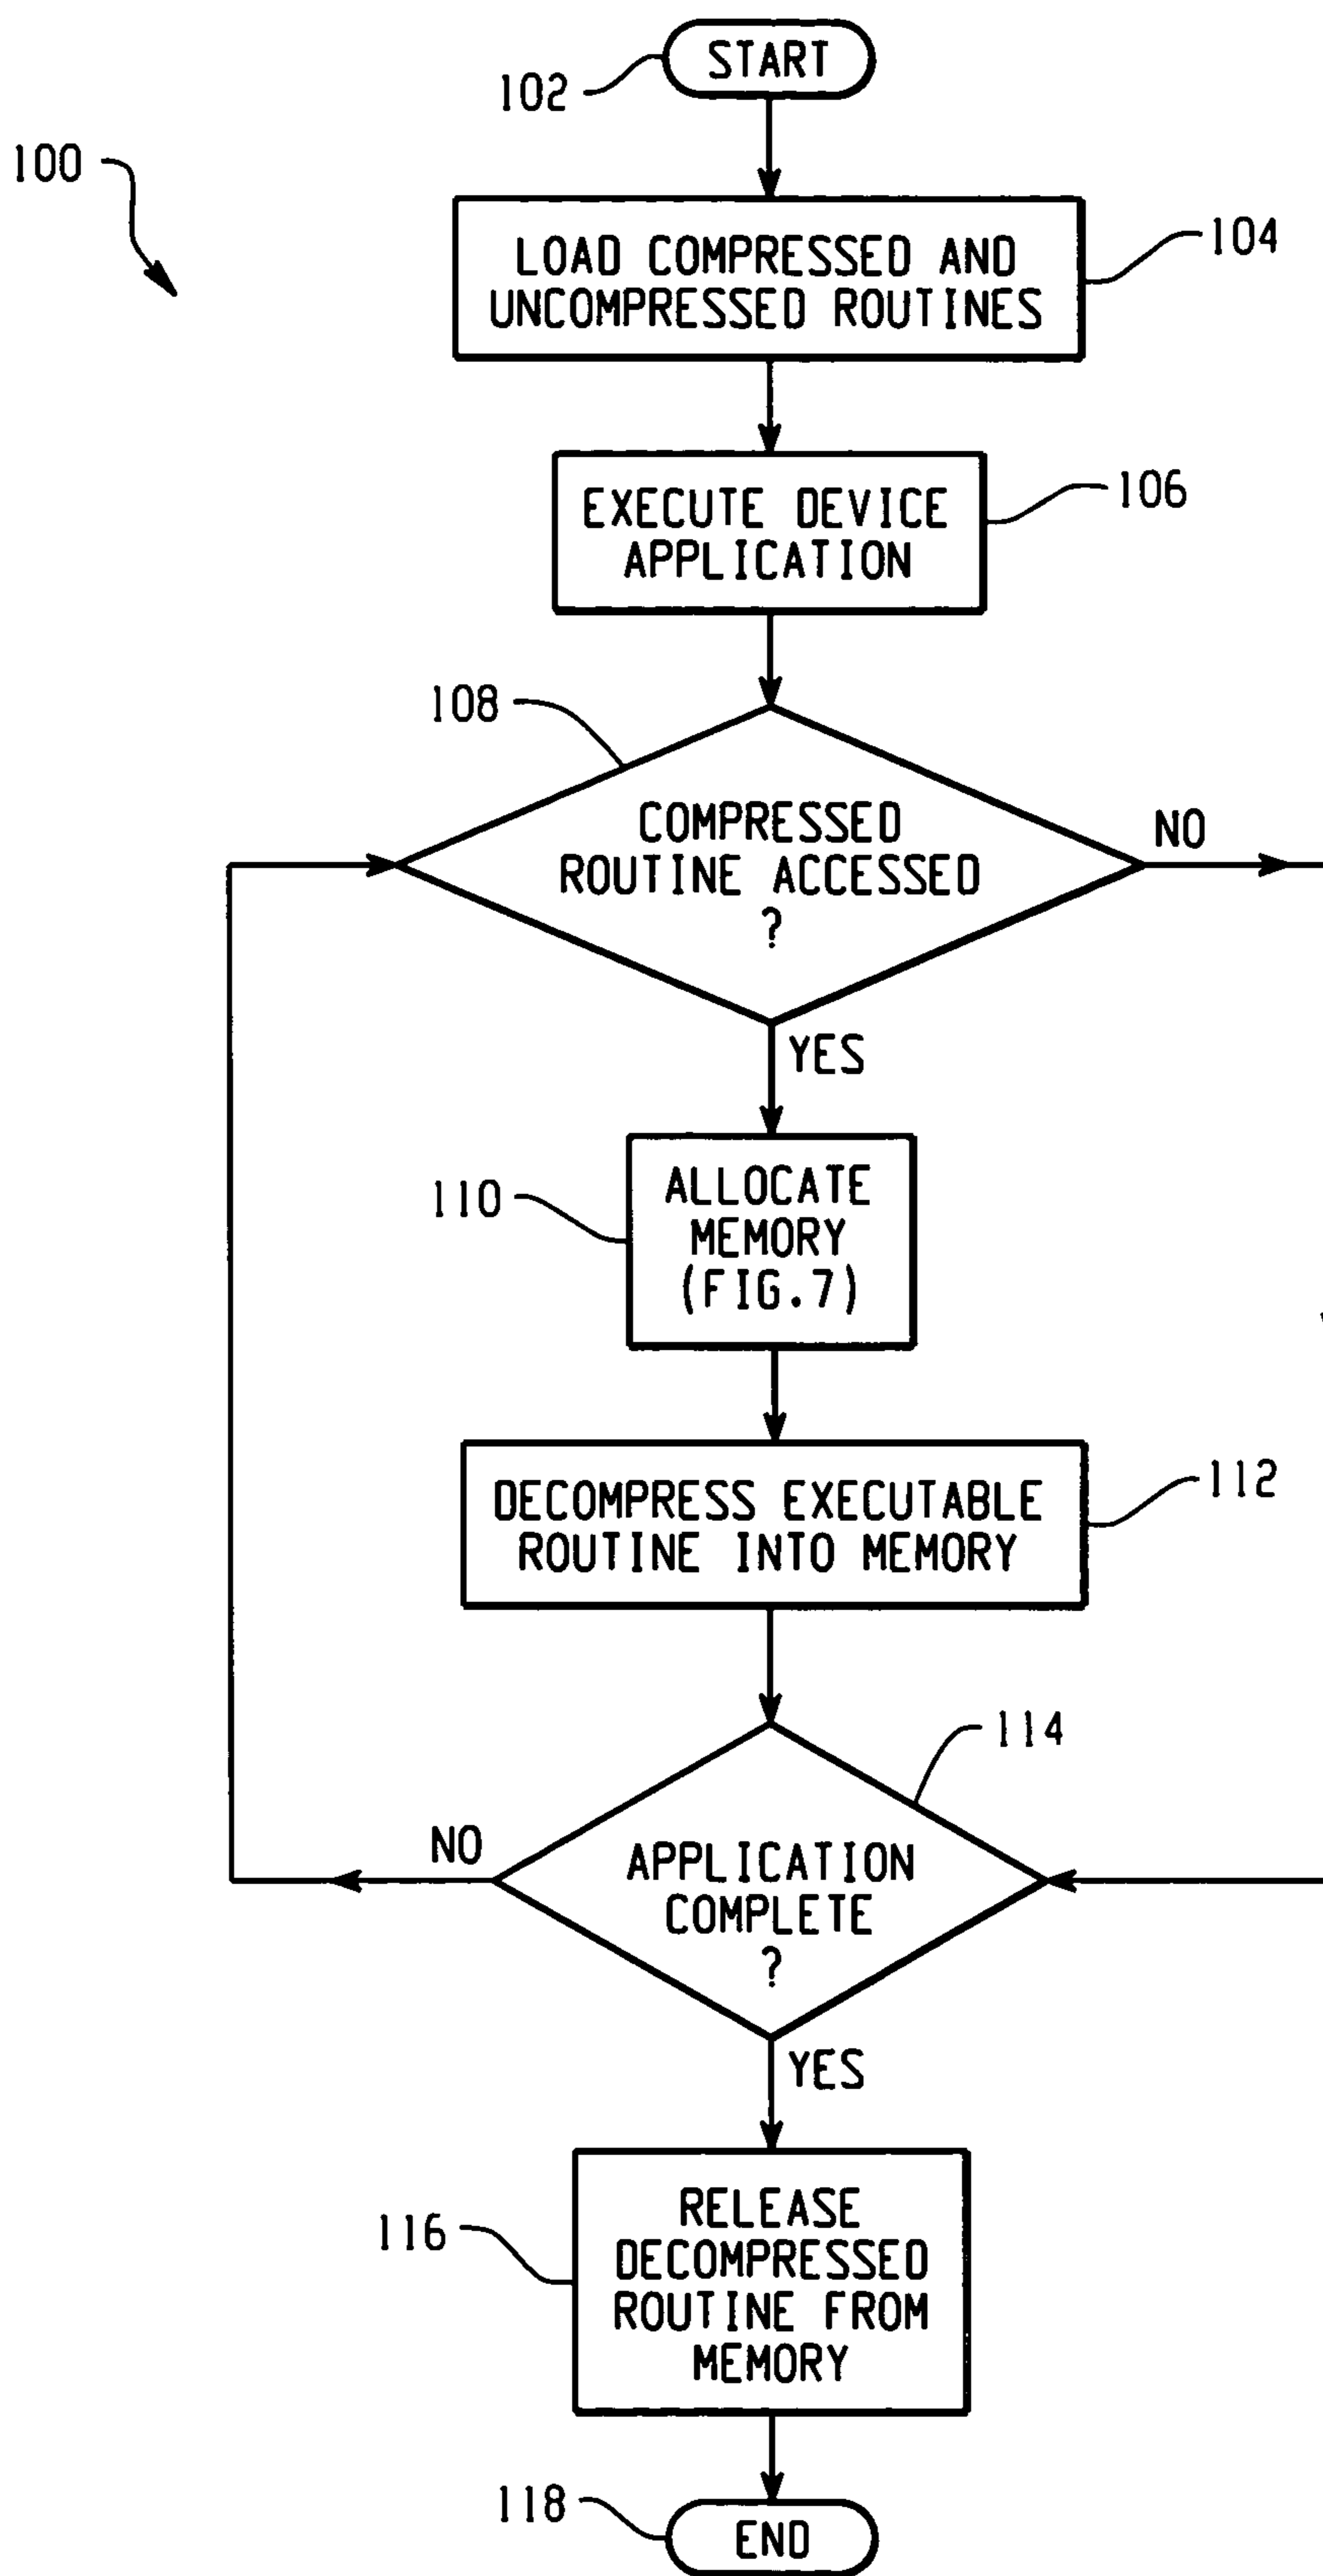 START
102
100
LOAD COMPRESSED AND
UNCOMPRESSED ROUTINES
104
EXECUTE DEVICE
APPLICATION
106
108
COMPRESSED
ROUTINE ACCESSED
?
NO
YES
110
ALLOCATE
MEMORY
(FIG.7)
DECOMPRESS EXECUTABLE
ROUTINE INTO MEMORY
112
114
NO
APPLICATION
COMPLETE
?
YES
116
RELEASE
DECOMPRESSED
ROUTINE FROM
MEMORY
118
END